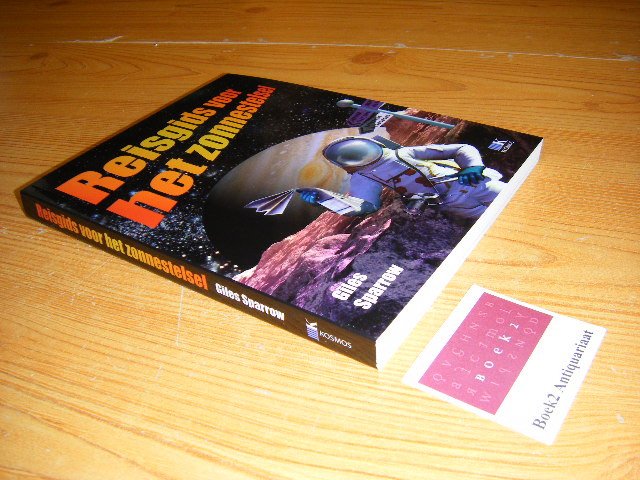 Reisgids voor
het zonnestelsel
Giles
Sparrow
Reisgids voor het zonnestelsel Giles Sparrow KOSMOS
Boek2
Boek2 Antiquariaat